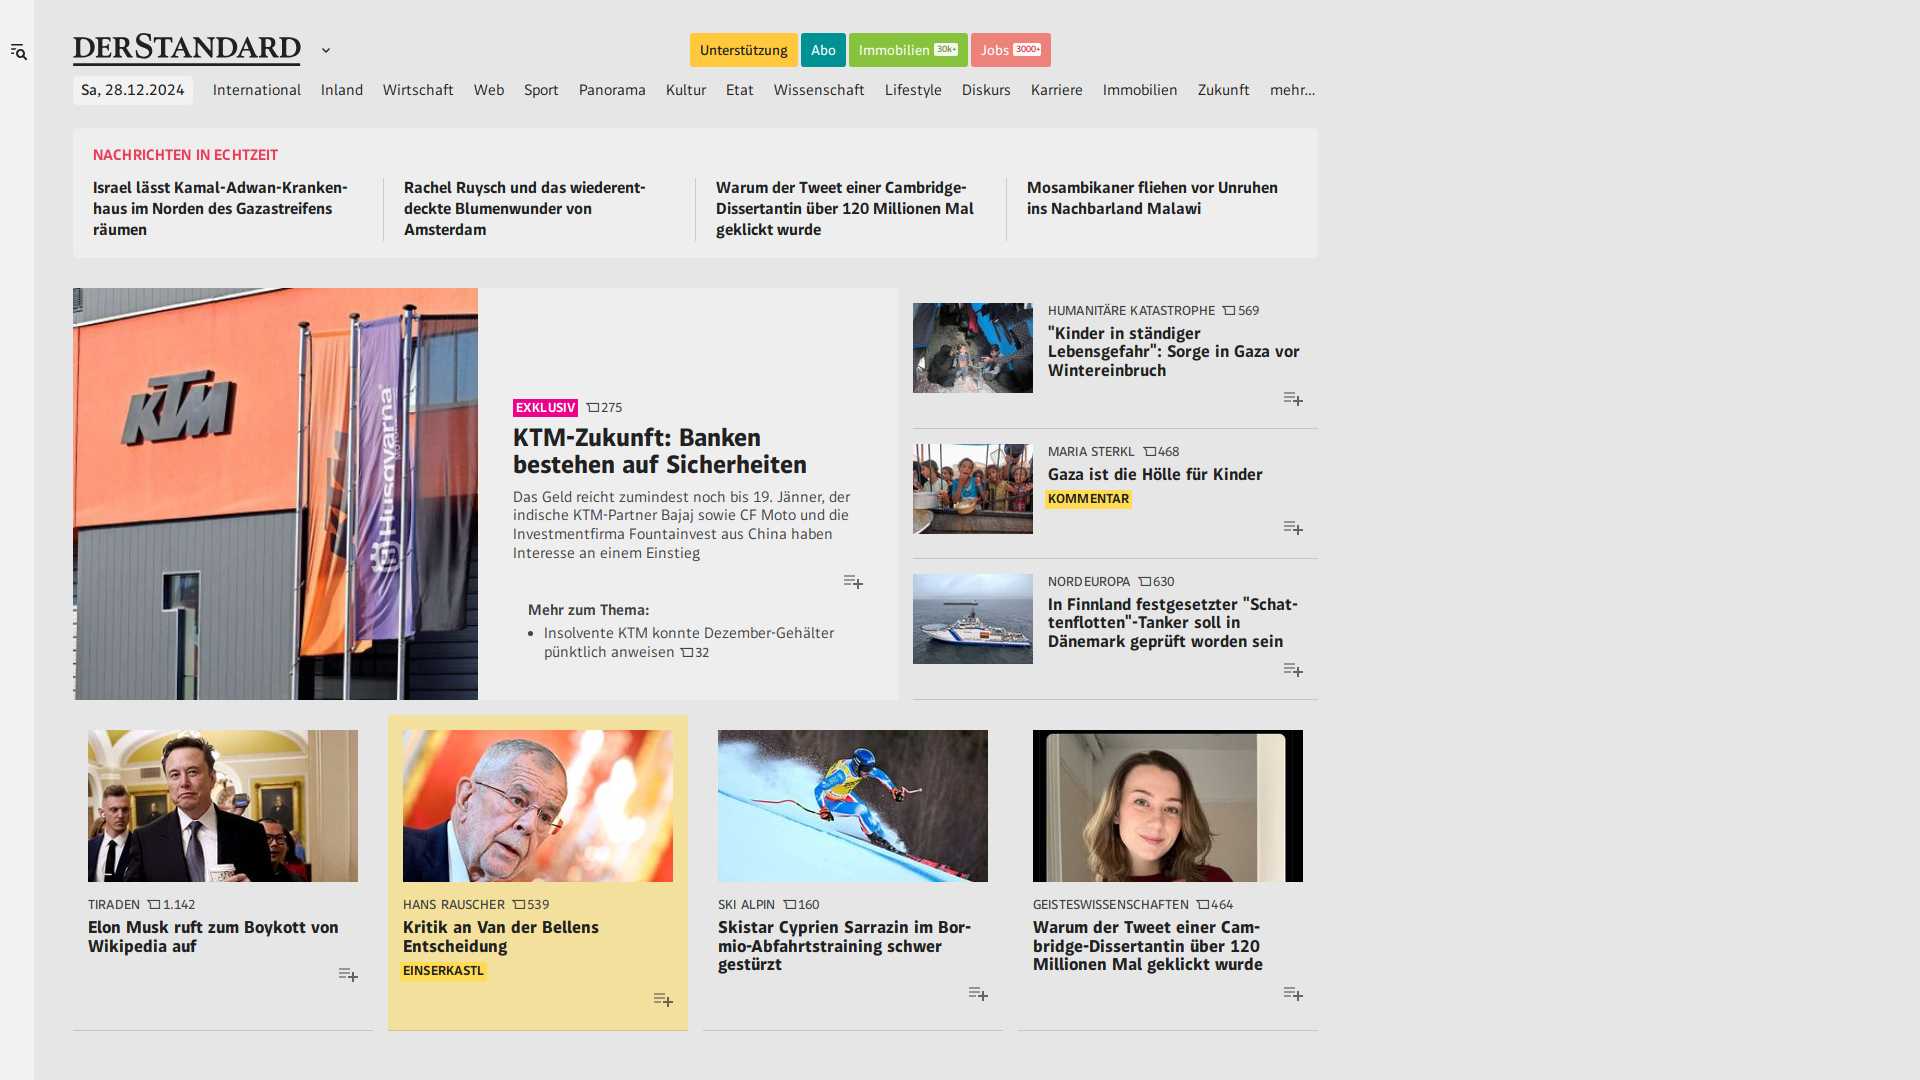 DERSTANDARD
Unterstützung
Abo
Immobilien 30k+
Jobs 3000+
Sa, 28.12.2024
International
Inland
Wirtschaft
Web
Sport
Panorama
Kultur
Etat
Wissenschaft
Lifestyle
Diskurs
Karriere
Immobilien
Zukunft
mehr…
NACHRICHTEN IN ECHTZEIT
Israel lässt Kamal-Adwan-Kranken-
haus im Norden des Gazastreifens
räumen
Rachel Ruysch und das wiederent-
deckte Blumenwunder von
Amsterdam
Warum der Tweet einer Cambridge-
Dissertantin über 120 Millionen Mal
geklickt wurde
Mosambikaner fliehen vor Unruhen
ins Nachbarland Malawi
KTM
Husqvarna
EXKLUSIV 275
KTM-Zukunft: Banken
bestehen auf Sicherheiten
Das Geld reicht zumindest noch bis 19. Jänner, der
indische KTM-Partner Bajaj sowie CF Moto und die
Investmentfirma Fountainvest aus China haben
Interesse an einem Einstieg
Mehr zum Thema:
Insolvente KTM konnte Dezember-Gehälter
pünktlich anweisen 32
HUMANITÄRE KATASTROPHE 569
"Kinder in ständiger
Lebensgefahr": Sorge in Gaza vor
Wintereinbruch
MARIA STERKL 468
Gaza ist die Hölle für Kinder
KOMMENTAR
NORDEUROPA 630
In Finnland festgesetzter "Schat-
tenflotten"-Tanker soll in
Dänemark geprüft worden sein
TIRADEN 1.142
Elon Musk ruft zum Boykott von
Wikipedia auf
HANS RAUSCHER 539
Kritik an Van der Bellens
Entscheidung
EINSERKASTL
SKI ALPIN 160
Skistar Cyprien Sarrazin im Bor-
mio-Abfahrtstraining schwer
gestürzt
GEISTESWISSENSCHAFTEN 464
Warum der Tweet einer Cam-
bridge-Dissertantin über 120
Millionen Mal geklickt wurde